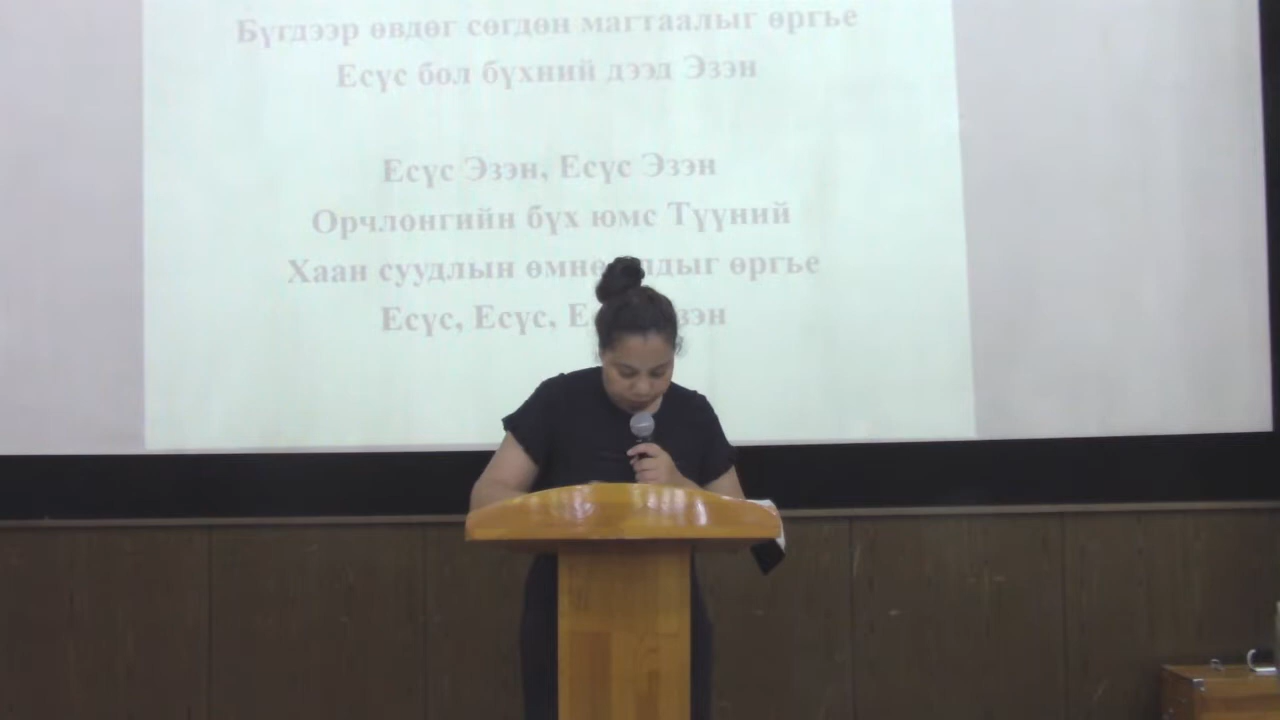 Бүгдээр өвдөг сөгдөн магтаалыг өргье
Есүс бол бүхний дээд Эзэн
Есүс Эзэн, Есүс Эзэн
Орчлонгийн бүх юмс Түүний
Хаан суудлын өргье
Есүс, Есүс,